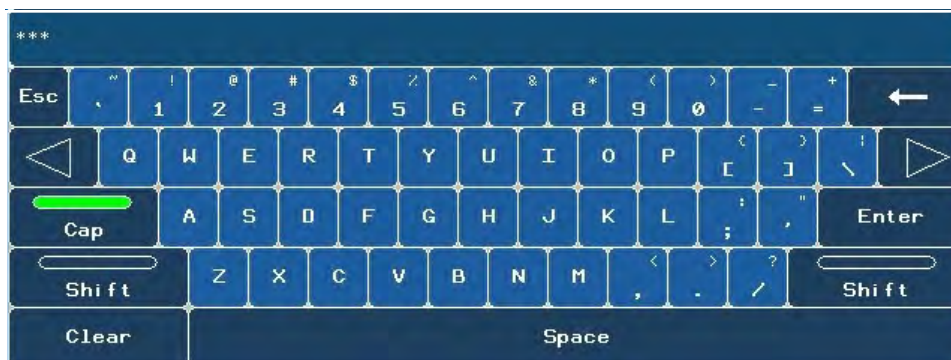 ***
Esc ~ ` ! 1 @ 2 # 3 $ 4 % 5 ^ 6 & 7 * 8 ( 9 ) 0 _ - + =
Q W E R T Y U I O P { [ } ] | \
Cap A S D F G H J K L : ; " ' Enter
Shift Z X C V B N M < , > . ? / Shift
Clear Space